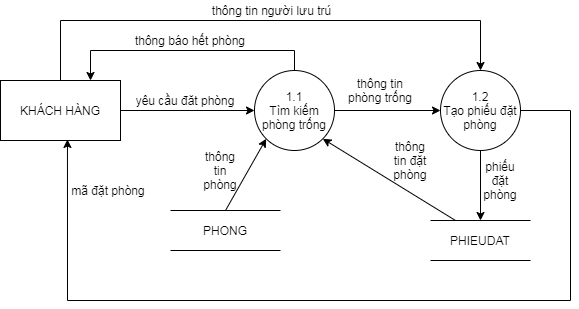 thông tin người lưu trú
thông báo hết phòng
KHÁCH HÀNG
yêu cầu đặt phòng
1.1
Tìm kiếm
phòng trống
thông tin
phòng trống
1.2
Tạo phiếu đặt
phòng
thông
tin
phòng
thông
tin đặt
phòng
phiếu
đặt
phòng
mã đặt phòng
PHONG
PHIEUDAT